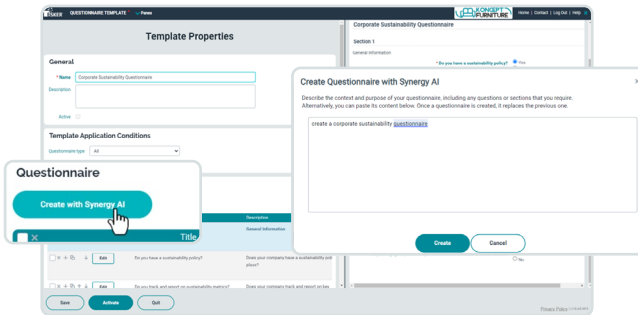 ESKER QUESTIONNAIRE TEMPLATE Panes
KONCEPT FURNITURE Home | Contact | Log Out | Help
Template Properties
Corporate Sustainability Questionnaire
Section 1
General Information
* Do you have a sustainability policy? Yes
General
* Name Corporate Sustainability Questionnaire
Description
Active
Template Application Conditions
Questionnaire type All
Questionnaire
Create with Synergy AI
Title
Create Questionnaire with Synergy AI
Describe the context and purpose of your questionnaire, including any questions or sections that you require.
Alternatively, you can paste its content below. Once a questionnaire is created, it replaces the previous one.
create a corporate sustainability questionnaire
Create Cancel
No
Description
General Information
Edit Do you have a sustainability policy? Does your company have a sustainability poli
place?
Edit Do you track and report on sustainability metrics? Does your company track and report on key
Save Activate Quit
Privacy Policy